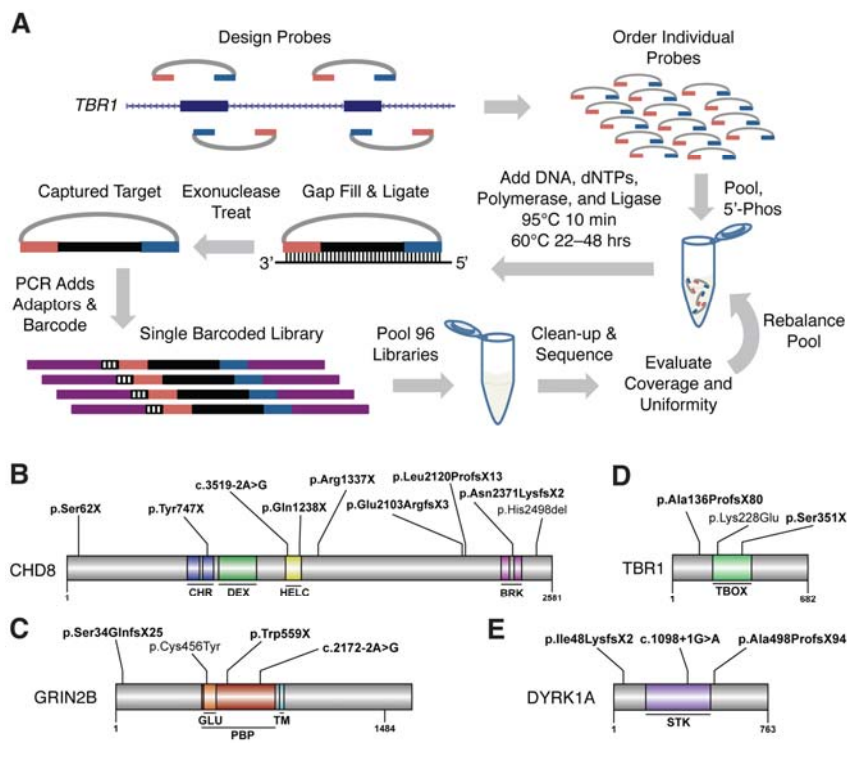 A
Design Probes
Order Individual
Probes
TBR1
Captured Target
Exonuclease
Treat
Gap Fill & Ligate
3’
5’
Add DNA, dNTPs,
Polymerase, and Ligase
95°C 10 min
60°C 22–48 hrs
Pool,
5’-Phos
PCR Adds
Adaptors &
Barcode
Single Barcoded Library
Pool 96
Libraries
Clean-up &
Sequence
Evaluate
Coverage and
Uniformity
Rebalance
Pool
B
p.Ser62X
p.Tyr747X
c.3519-2A>G
p.Gln1238X
p.Arg1337X
p.Glu2103ArgfsX3
p.Leu2120ProfsX13
p.Asn2371LysfsX2
p.His2498del
CHD8
CHR
DEX
HELC
BRK
1
2581
D
p.Ala136ProfsX80
p.Lys228Glu
p.Ser351X
TBR1
1
TBOX
682
C
p.Ser34GlnfsX25
p.Cys456Tyr
p.Trp559X
c.2172-2A>G
GRIN2B
1
GLU
TM
PBP
1484
E
p.Ile48LysfsX2
c.1098+1G>A
p.Ala498ProfsX94
DYRK1A
1
STK
763